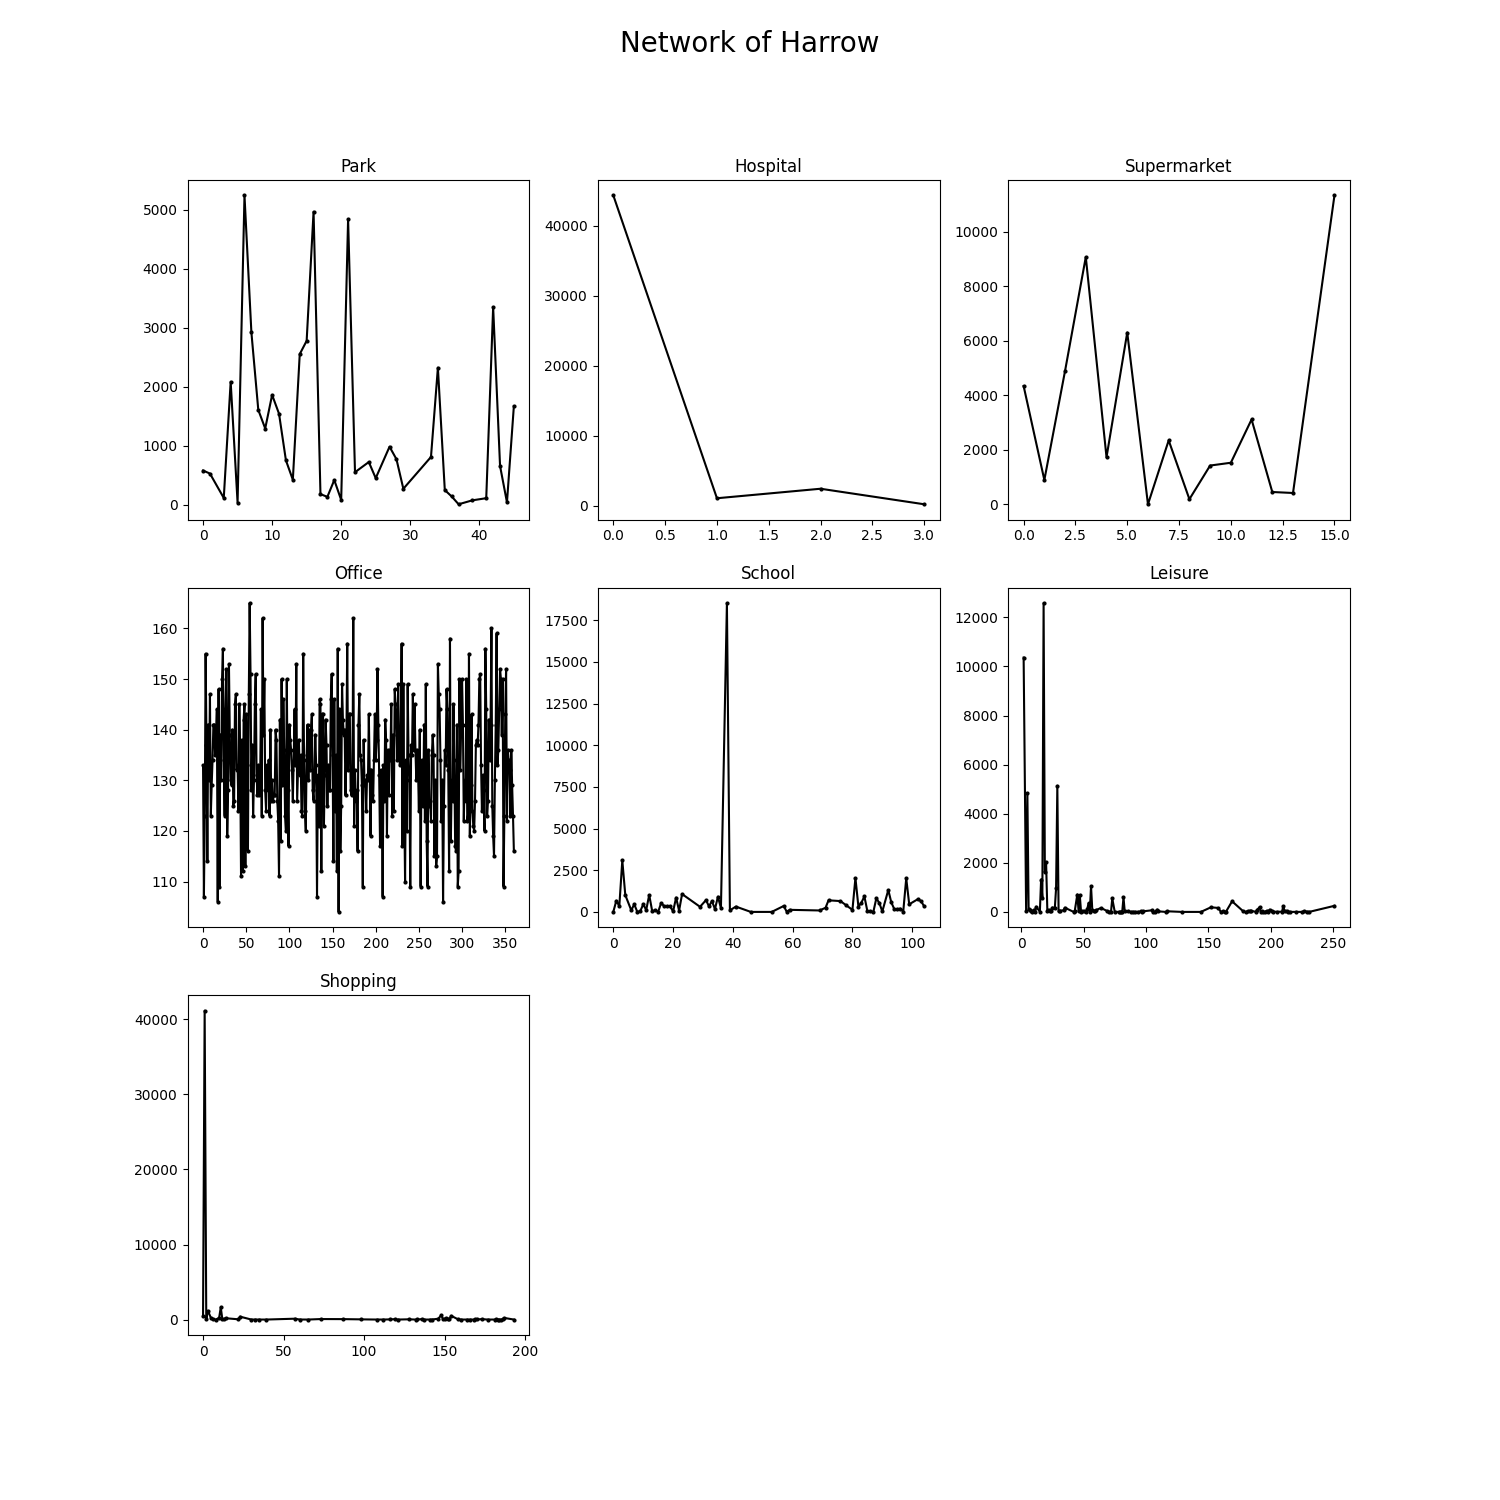 Network of Harrow
Park
5000
4000
3000
2000
1000
0
0 10 20 30 40
Hospital
40000
30000
20000
10000
0
0.0 0.5 1.0 1.5 2.0 2.5 3.0
Supermarket
10000
8000
6000
4000
2000
0
0.0 2.5 5.0 7.5 10.0 12.5 15.0
Office
160
150
140
130
120
110
0 50 100 150 200 250 300 350
School
17500
15000
12500
10000
7500
5000
2500
0
0 20 40 60 80 100
Leisure
12000
10000
8000
6000
4000
2000
0
0 50 100 150 200 250
Shopping
40000
30000
20000
10000
0
0 50 100 150 200